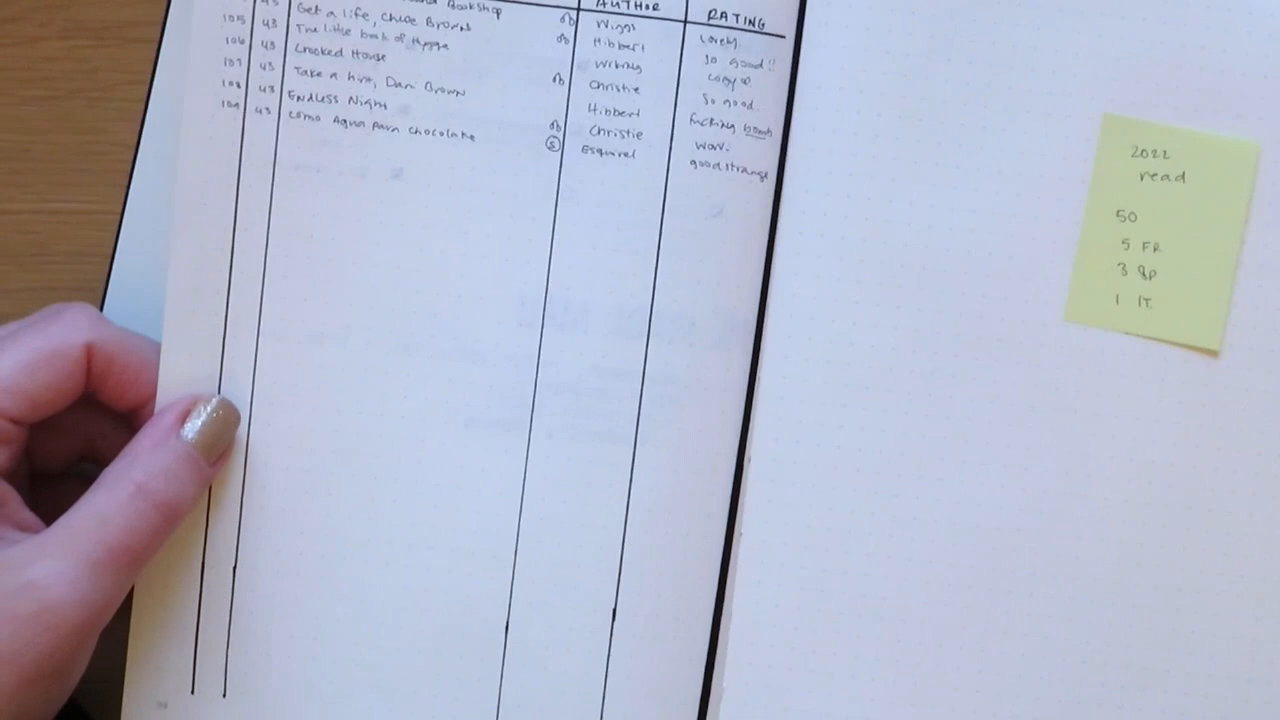 AUTHOR RATING
Bookshop Wiggs Lovely
43 Get a life, Chloe Brown Hibbert so good!!
105 43 The little book of Hygge Wiking
106 43 Crooked House Christie So good.
107 43 Take a hint, Dani Brown Hibbert fucking bomb
108 43 Endless Night Christie wow.
109 43 Como Agua Para Chocolate S Esquivel good strange
2022
read
50
5 FR
3 Sp
1 IT.